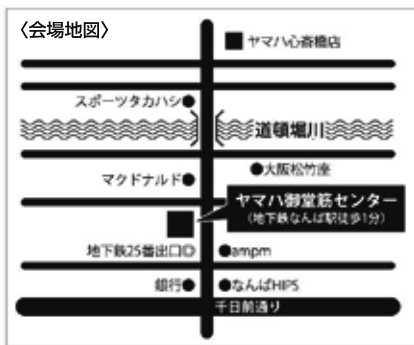 〈会場地図〉
■ ヤマハ心斎橋店
スポーツタカハシ●
道頓堀川
●大阪松竹座
マクドナルド●
ヤマハ御堂筋センター
(地下鉄なんば駅徒歩1分)
地下鉄25番出口◎
●ampm
銀行●
●なんばHIPS
千日前通り